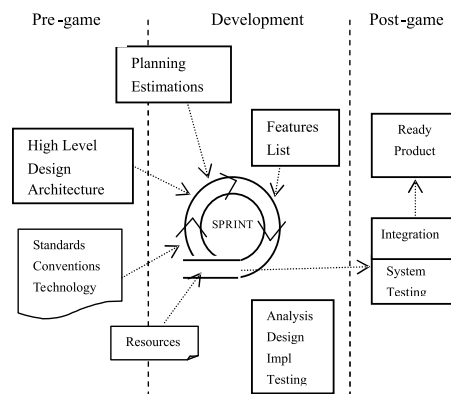 Pre-game
Development
Post-game
Planning
Estimations
Features
List
High Level
Design
Architecture
Standards
Conventions
Technology
SPRINT
Resources
Analysis
Design
Impl
Testing
Ready
Product
Integration
System
Testing